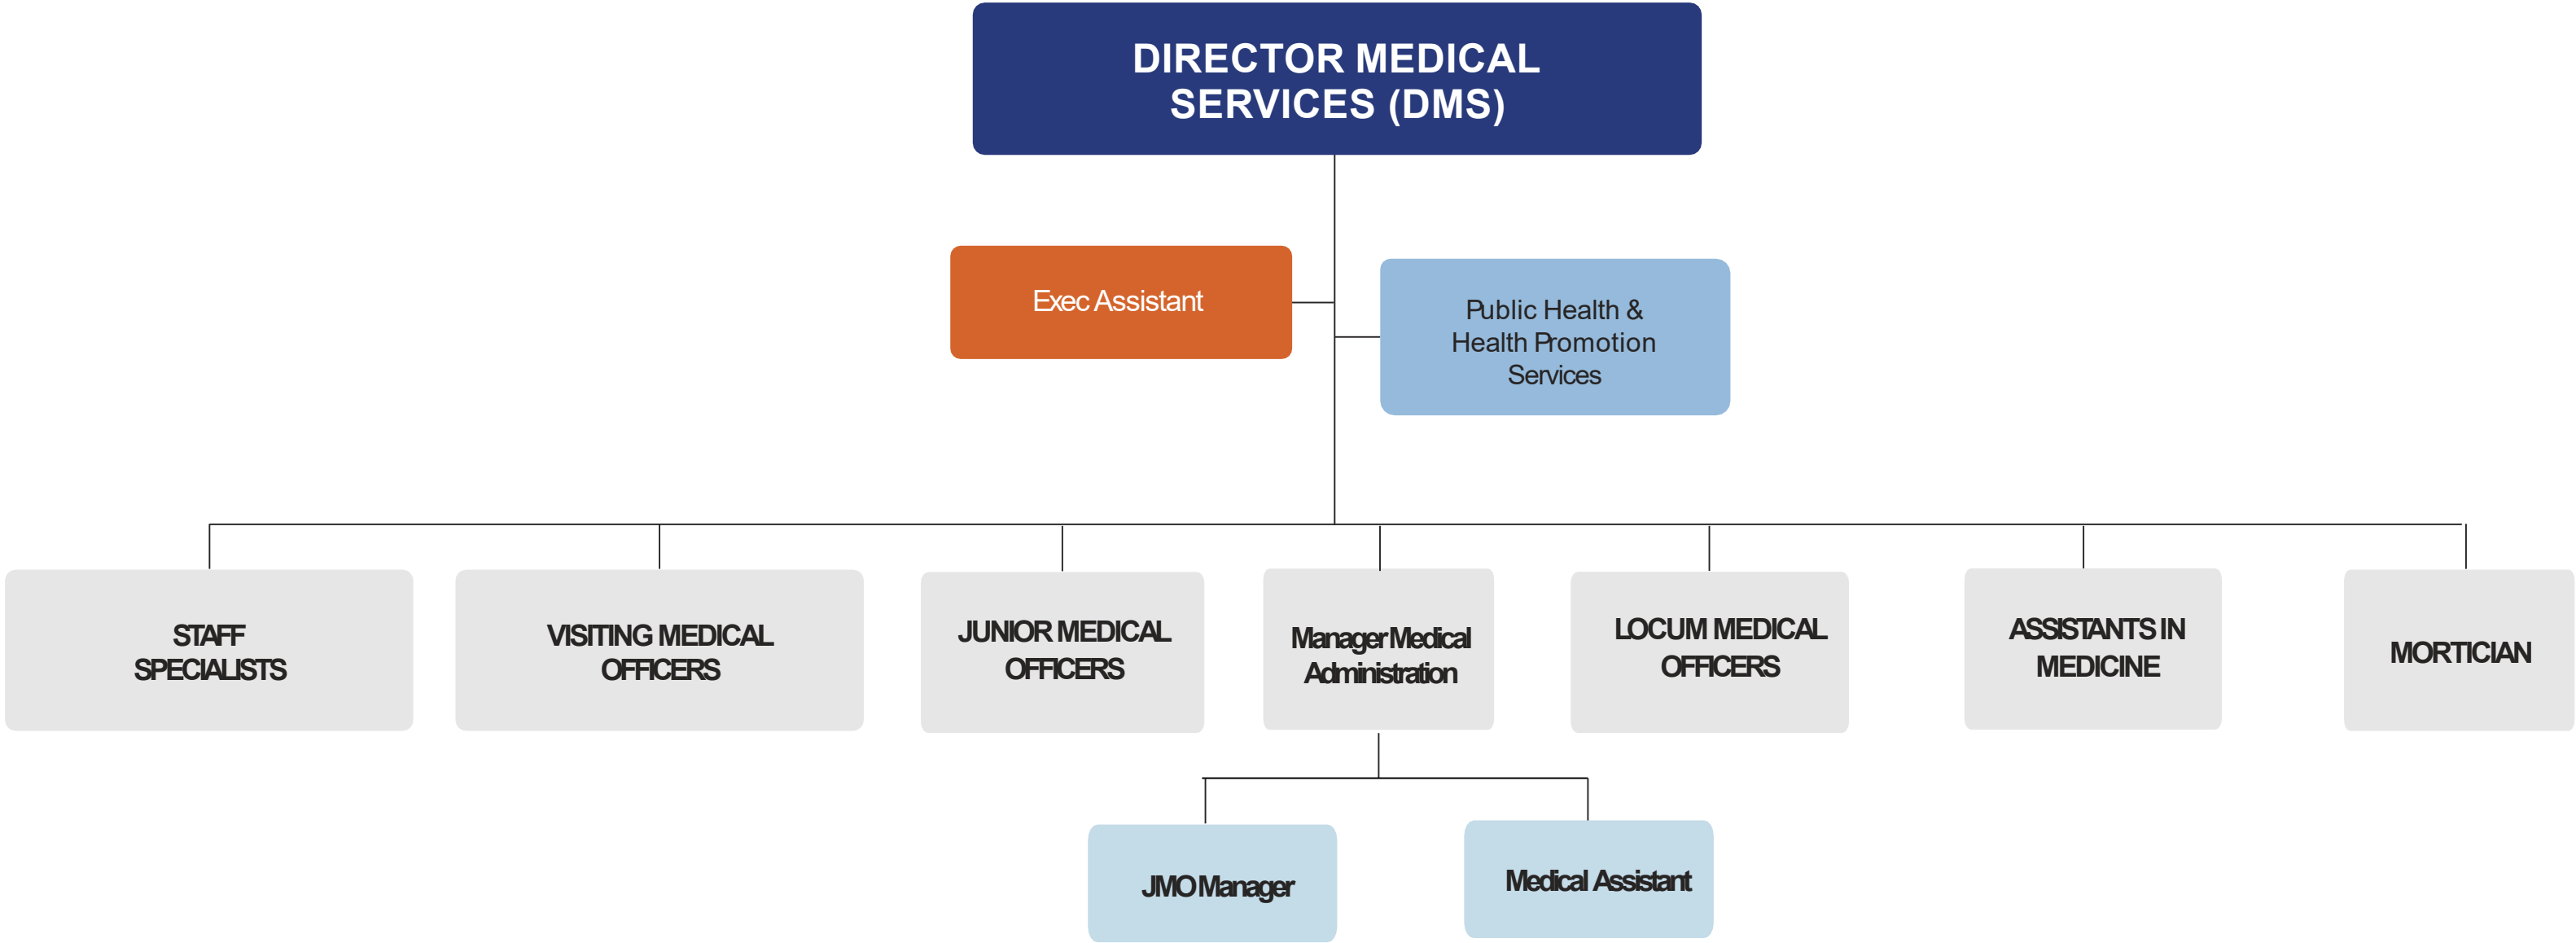 DIRECTOR MEDICAL
SERVICES (DMS)
Exec Assistant
Public Health &
Health Promotion
Services
STAFF
SPECIALISTS
VISITING MEDICAL
OFFICERS
JUNIOR MEDICAL
OFFICERS
Manager Medical
Administration
LOCUM MEDICAL
OFFICERS
ASSISTANTS IN
MEDICINE
MORTICIAN
JMO Manager
Medical Assistant